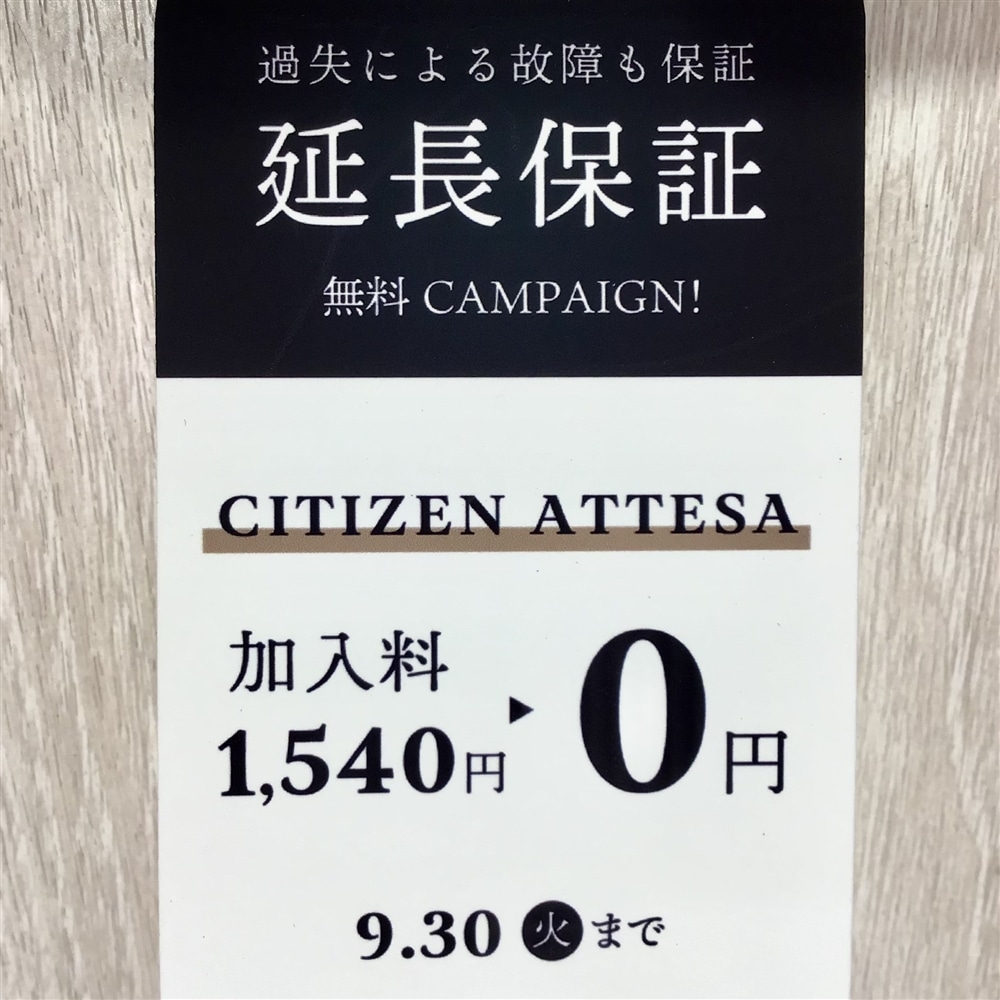 過失による故障も保証
延長保証
無料 CAMPAIGN!
CITIZEN ATTESA
加入料
1,540円▶0円
9.30 火まで